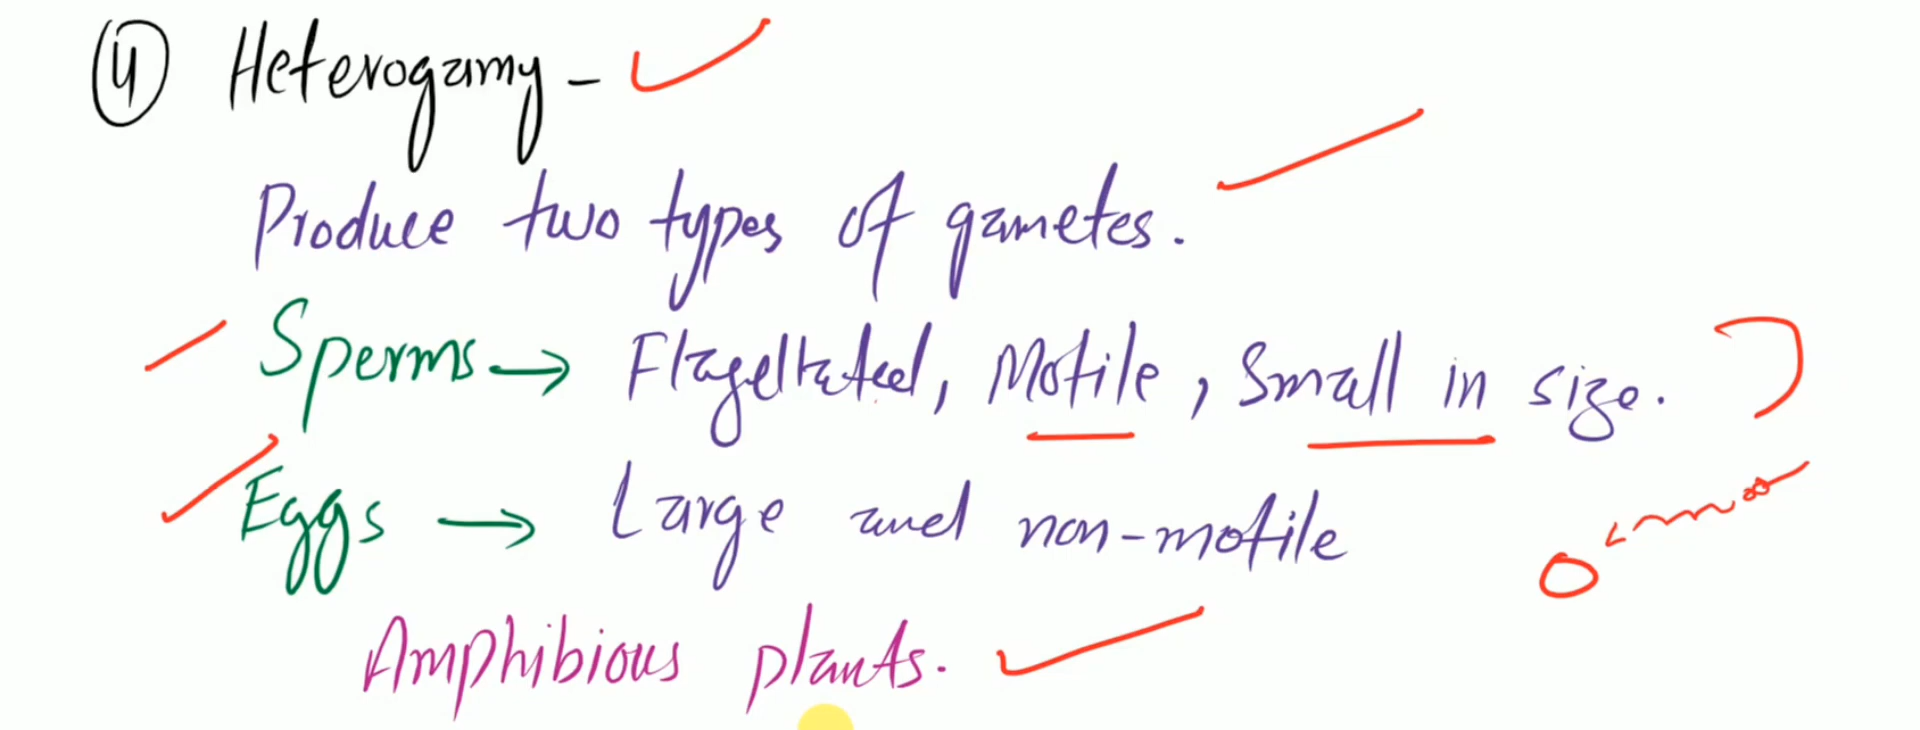 ④ Heterogamy -
Produce two types of gametes.
Sperms → Flagellated, Motile, Small in size.
Eggs → Large and non-motile
Amphibious plants.